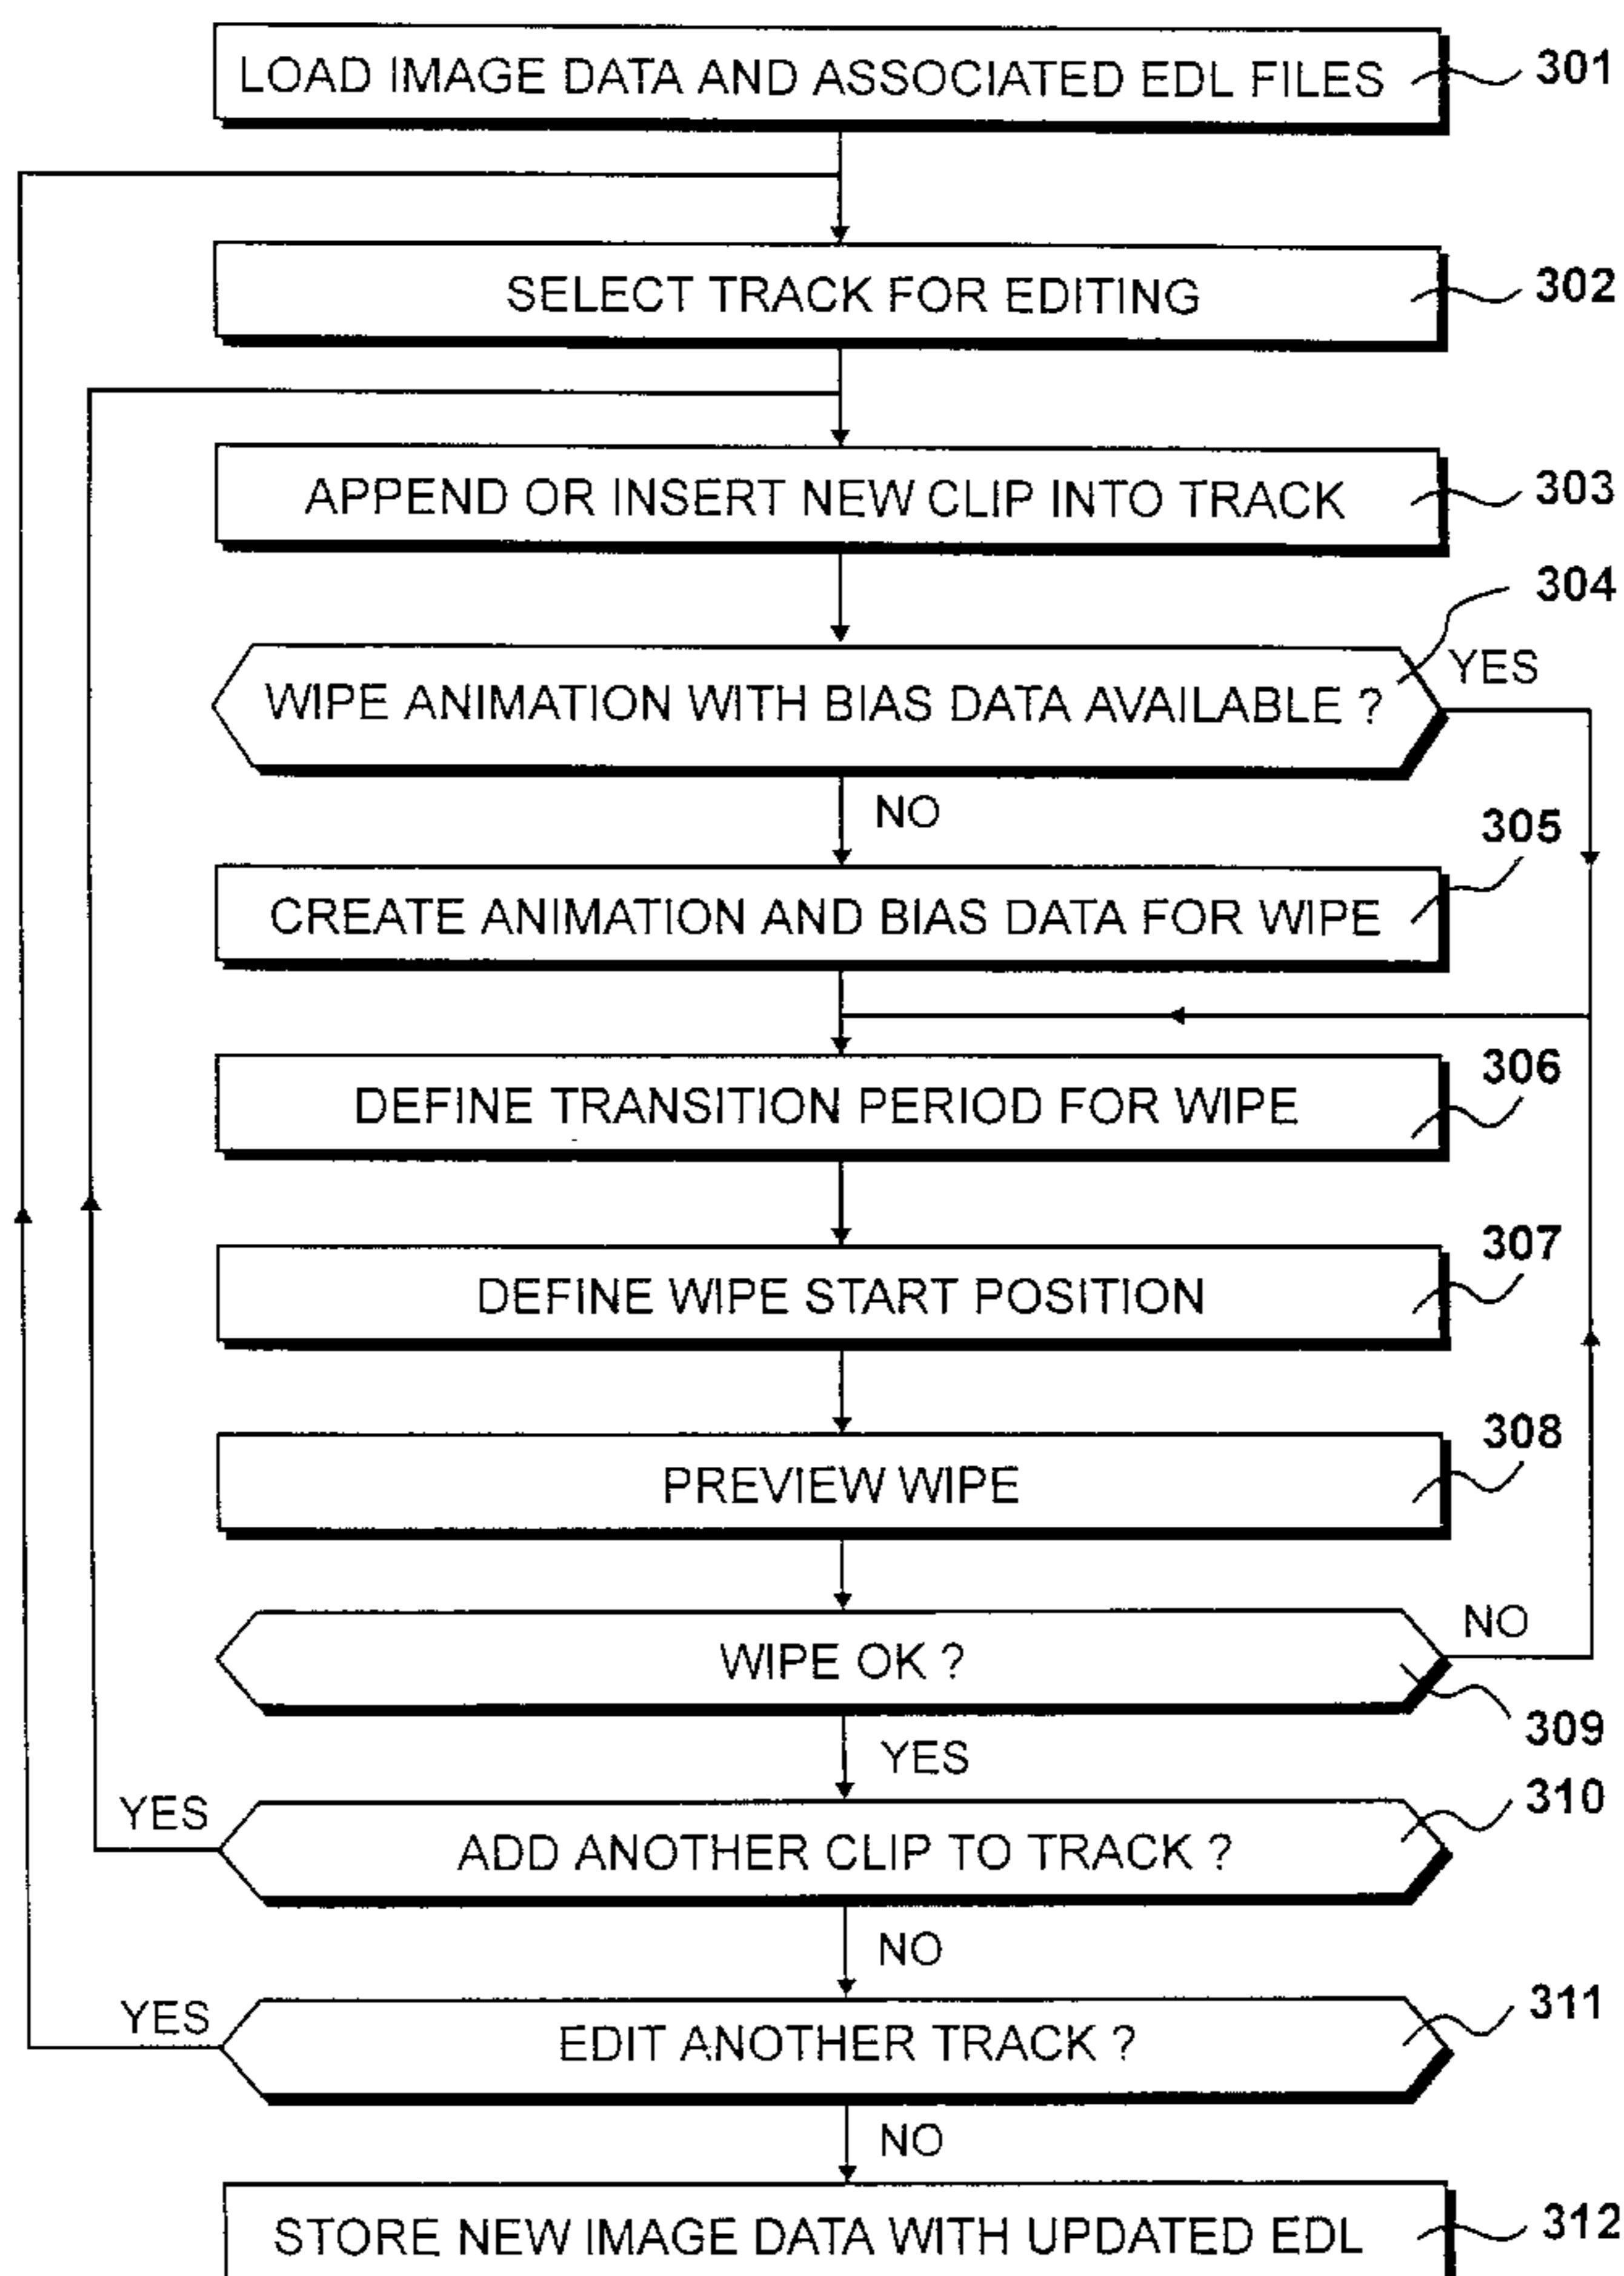 LOAD IMAGE DATA AND ASSOCIATED EDL FILES 301
SELECT TRACK FOR EDITING 302
APPEND OR INSERT NEW CLIP INTO TRACK 303
304
WIPE ANIMATION WITH BIAS DATA AVAILABLE ? YES
NO
305
CREATE ANIMATION AND BIAS DATA FOR WIPE
306
DEFINE TRANSITION PERIOD FOR WIPE
307
DEFINE WIPE START POSITION
308
PREVIEW WIPE
NO
WIPE OK ?
309
YES
310
YES
ADD ANOTHER CLIP TO TRACK ?
NO
311
YES
EDIT ANOTHER TRACK ?
NO
STORE NEW IMAGE DATA WITH UPDATED EDL 312